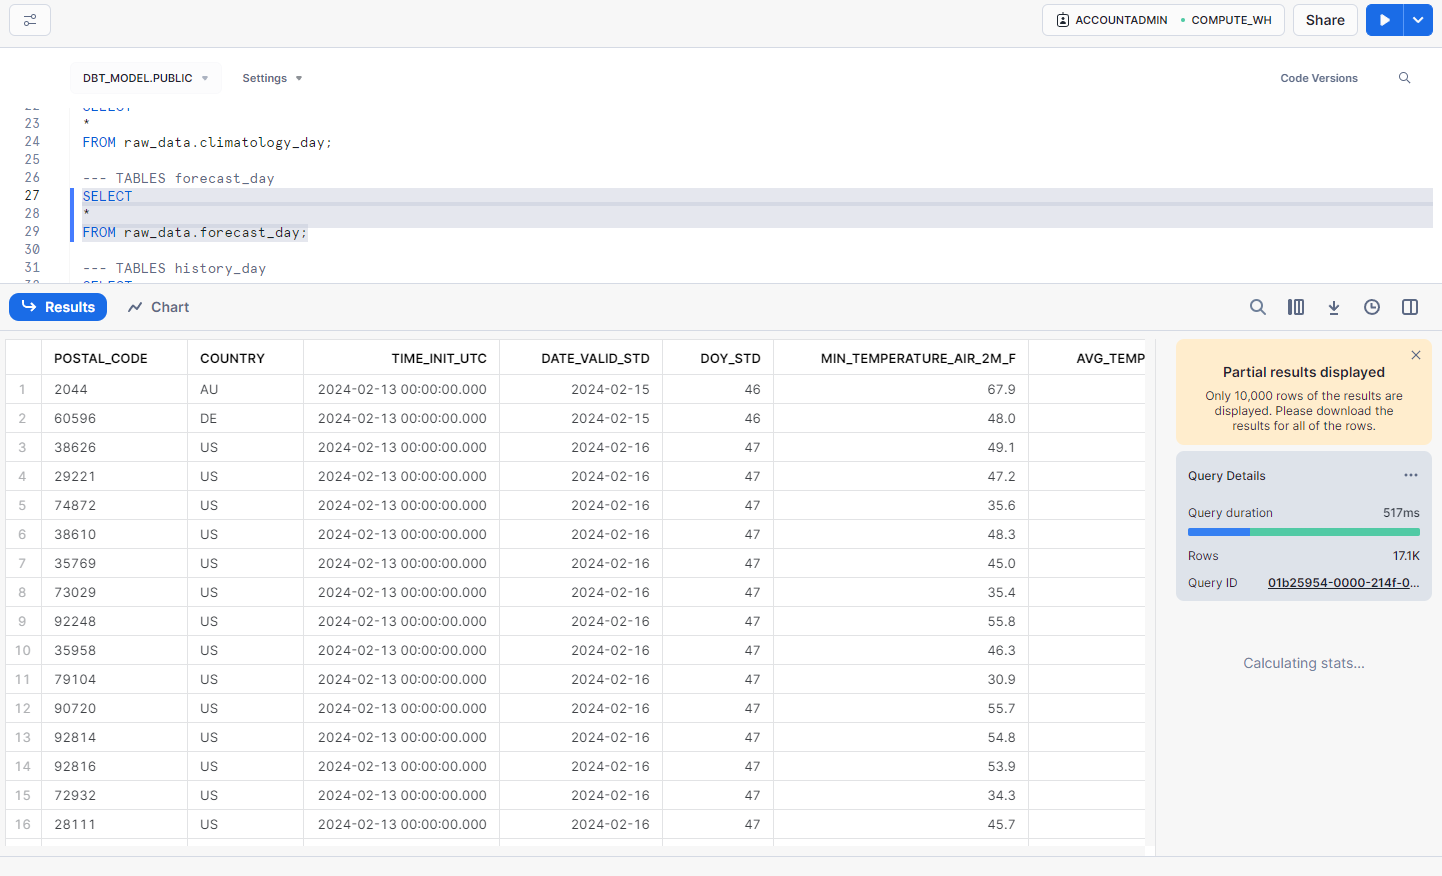 ACCOUNTADMIN • COMPUTE_WH Share
DBT_MODEL.PUBLIC Settings Code Versions
22 SELECT
23 *
24 FROM raw_data.climatology_day;
25
26 --- TABLES forecast_day
27 SELECT
28 *
29 FROM raw_data.forecast_day;
30
31 --- TABLES history_day
32 SELECT
Results Chart
POSTAL_CODE COUNTRY TIME_INIT_UTC DATE_VALID_STD DOY_STD MIN_TEMPERATURE_AIR_2M_F AVG_TEMP
1 2044 AU 2024-02-13 00:00:00.000 2024-02-15 46 67.9
2 60596 DE 2024-02-13 00:00:00.000 2024-02-15 46 48.0
3 38626 US 2024-02-13 00:00:00.000 2024-02-16 47 49.1
4 29221 US 2024-02-13 00:00:00.000 2024-02-16 47 47.2
5 74872 US 2024-02-13 00:00:00.000 2024-02-16 47 35.6
6 38610 US 2024-02-13 00:00:00.000 2024-02-16 47 48.3
7 35769 US 2024-02-13 00:00:00.000 2024-02-16 47 45.0
8 73029 US 2024-02-13 00:00:00.000 2024-02-16 47 35.4
9 92248 US 2024-02-13 00:00:00.000 2024-02-16 47 55.8
10 35958 US 2024-02-13 00:00:00.000 2024-02-16 47 46.3
11 79104 US 2024-02-13 00:00:00.000 2024-02-16 47 30.9
12 90720 US 2024-02-13 00:00:00.000 2024-02-16 47 55.7
13 92814 US 2024-02-13 00:00:00.000 2024-02-16 47 54.8
14 92816 US 2024-02-13 00:00:00.000 2024-02-16 47 53.9
15 72932 US 2024-02-13 00:00:00.000 2024-02-16 47 34.3
16 28111 US 2024-02-13 00:00:00.000 2024-02-16 47 45.7
Partial results displayed
Only 10,000 rows of the results are
displayed. Please download the
results for all of the rows.
Query Details ...
Query duration 517ms
Rows 17.1K
Query ID 01b25954-0000-214f-0...
Calculating stats...